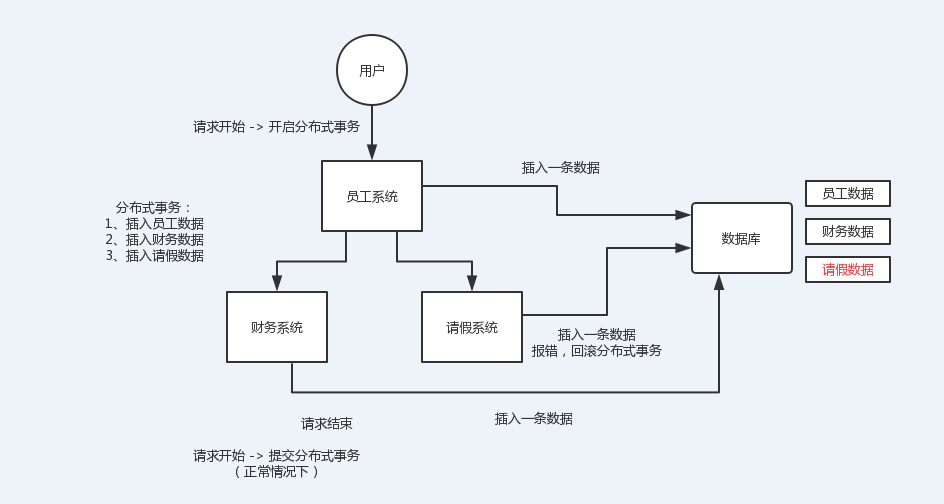 用户
请求开始 -> 开启分布式事务
插入一条数据
员工系统
员工数据
分布式事务：
1、插入员工数据
2、插入财务数据
3、插入请假数据
数据库
财务数据
请假数据
财务系统
请假系统
插入一条数据
报错，回滚分布式事务
请求结束
插入一条数据
请求开始 -> 提交分布式事务
（正常情况下）